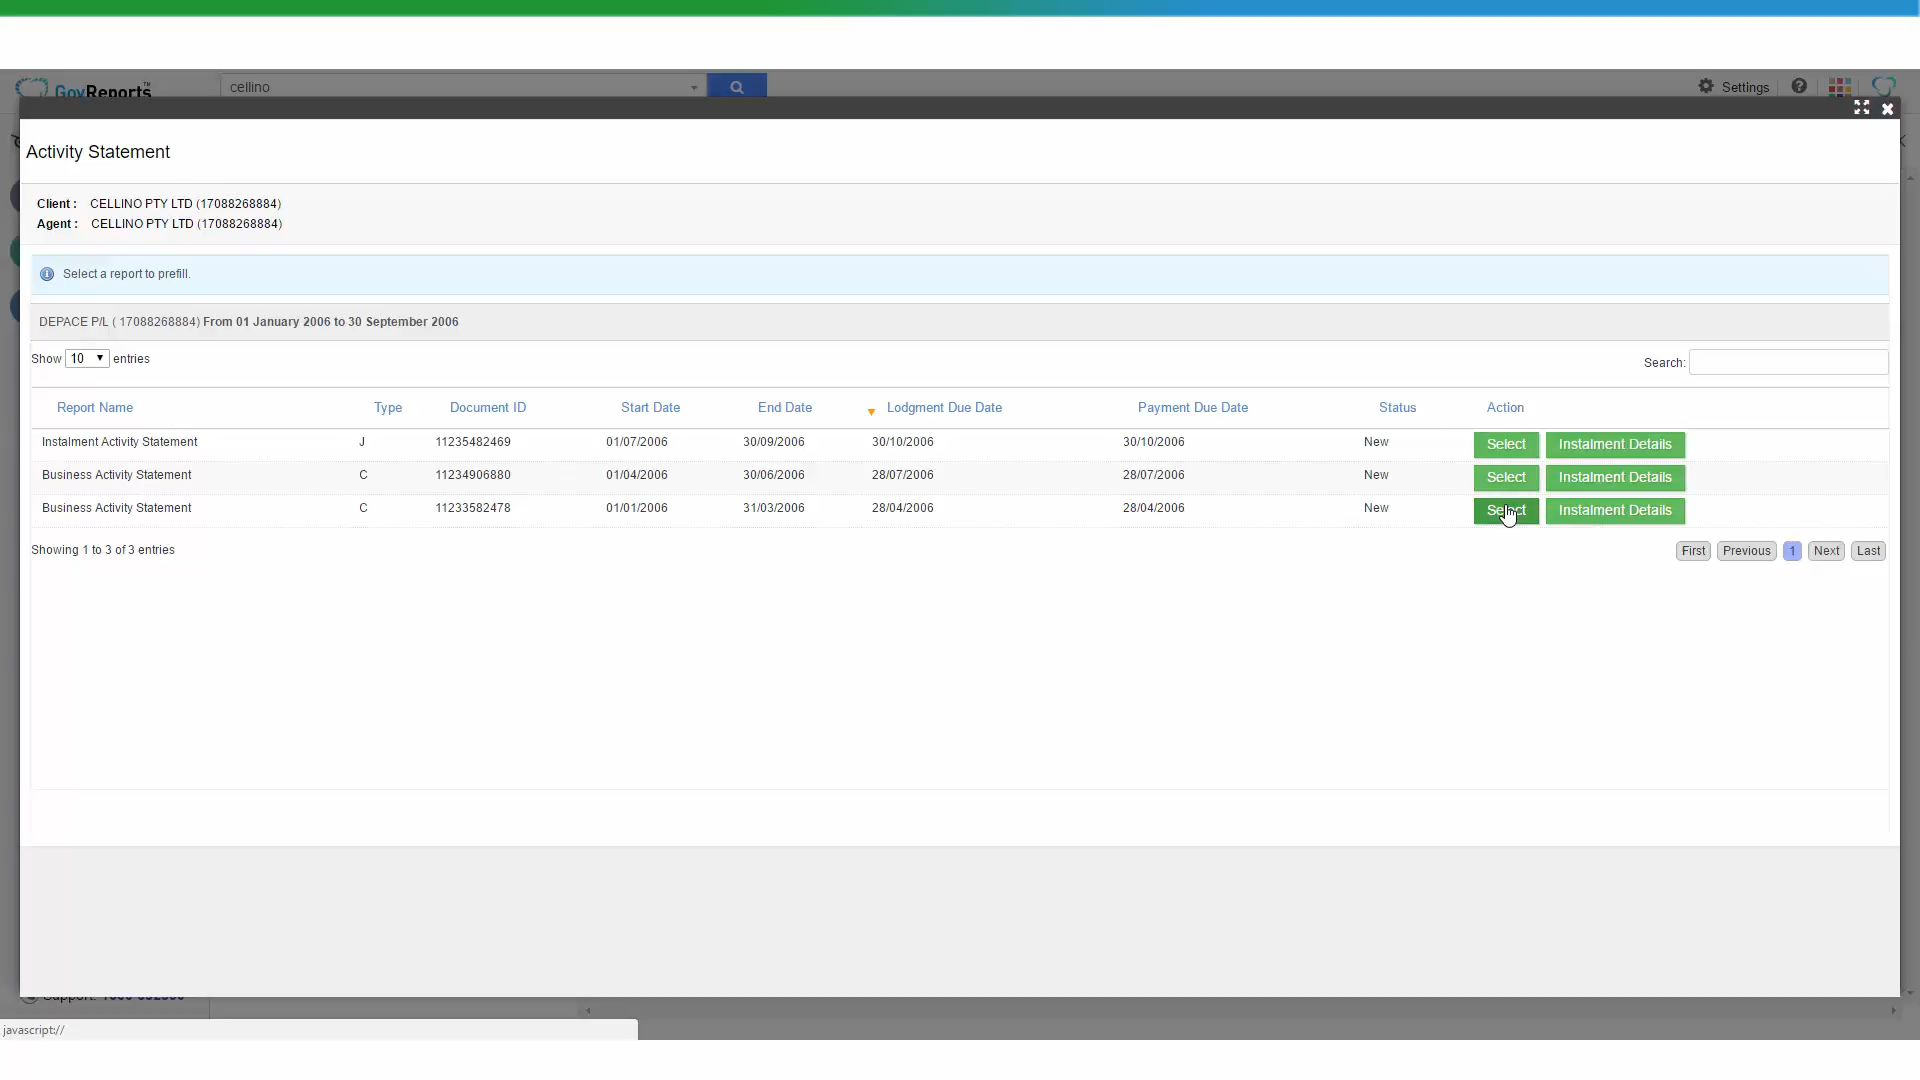 GovReports™ cellino Settings
Activity Statement
Client : CELLINO PTY LTD (17088268884)
Agent : CELLINO PTY LTD (17088268884)
Select a report to prefill.
DEPACE P/L ( 17088268884) From 01 January 2006 to 30 September 2006
Show 10 entries Search:
Report Name Type Document ID Start Date End Date Lodgment Due Date Payment Due Date Status Action
Instalment Activity Statement J 11235482469 01/07/2006 30/09/2006 30/10/2006 30/10/2006 New Select Instalment Details
Business Activity Statement C 11234906880 01/04/2006 30/06/2006 28/07/2006 28/07/2006 New Select Instalment Details
Business Activity Statement C 11233582478 01/01/2006 31/03/2006 28/04/2006 28/04/2006 New Select Instalment Details
Showing 1 to 3 of 3 entries First Previous 1 Next Last
Support:
javascript://